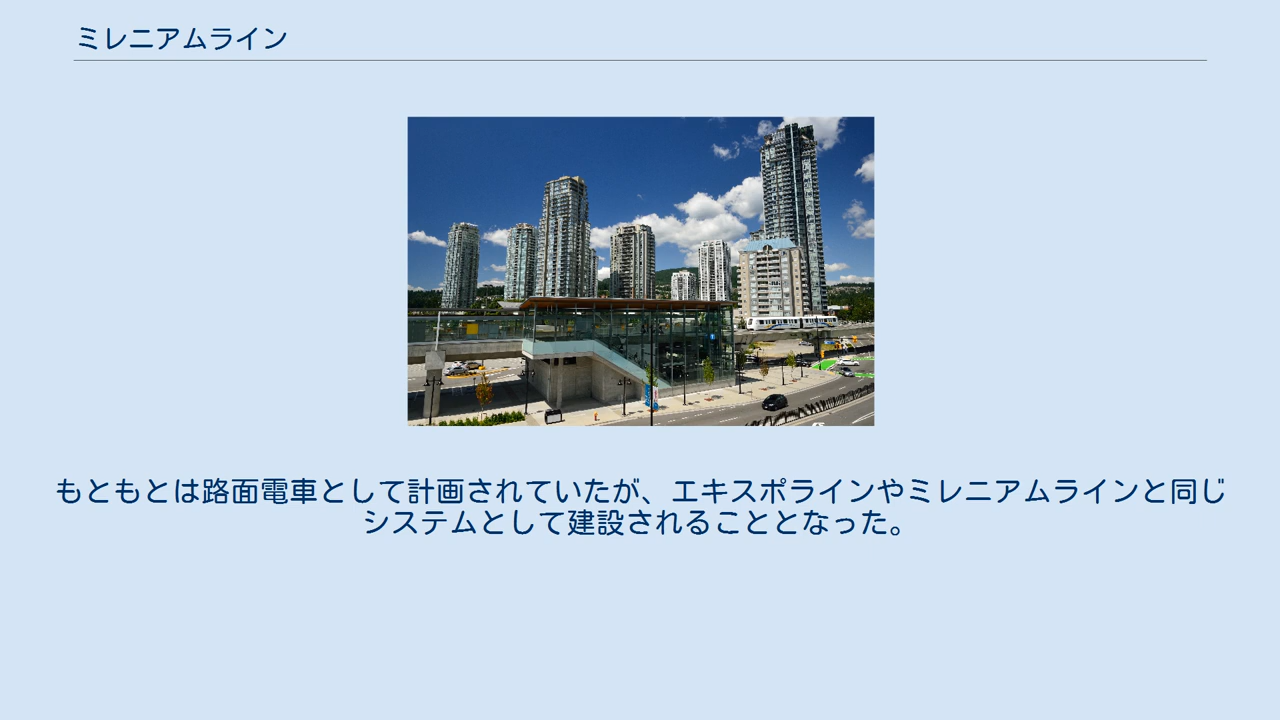 ミレニアムライン
もともとは路面電車として計画されていたが、エキスポラインやミレニアムラインと同じ
システムとして建設されることとなった。